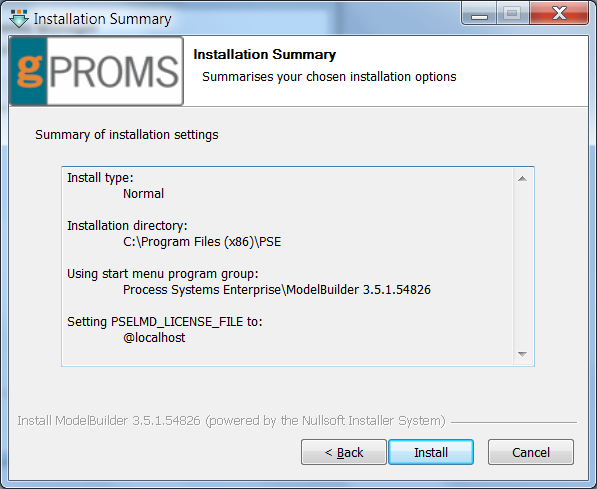 Installation Summary
gPROMS
Installation Summary
Summarises your chosen installation options
Summary of installation settings
Install type:
Normal
Installation directory:
C:\Program Files (x86)\PSE
Using start menu program group:
Process Systems Enterprise\ModelBuilder 3.5.1.54826
Setting PSELMD_LICENSE_FILE to:
@localhost
Install ModelBuilder 3.5.1.54826 (powered by the Nullsoft Installer System)
< Back Install Cancel